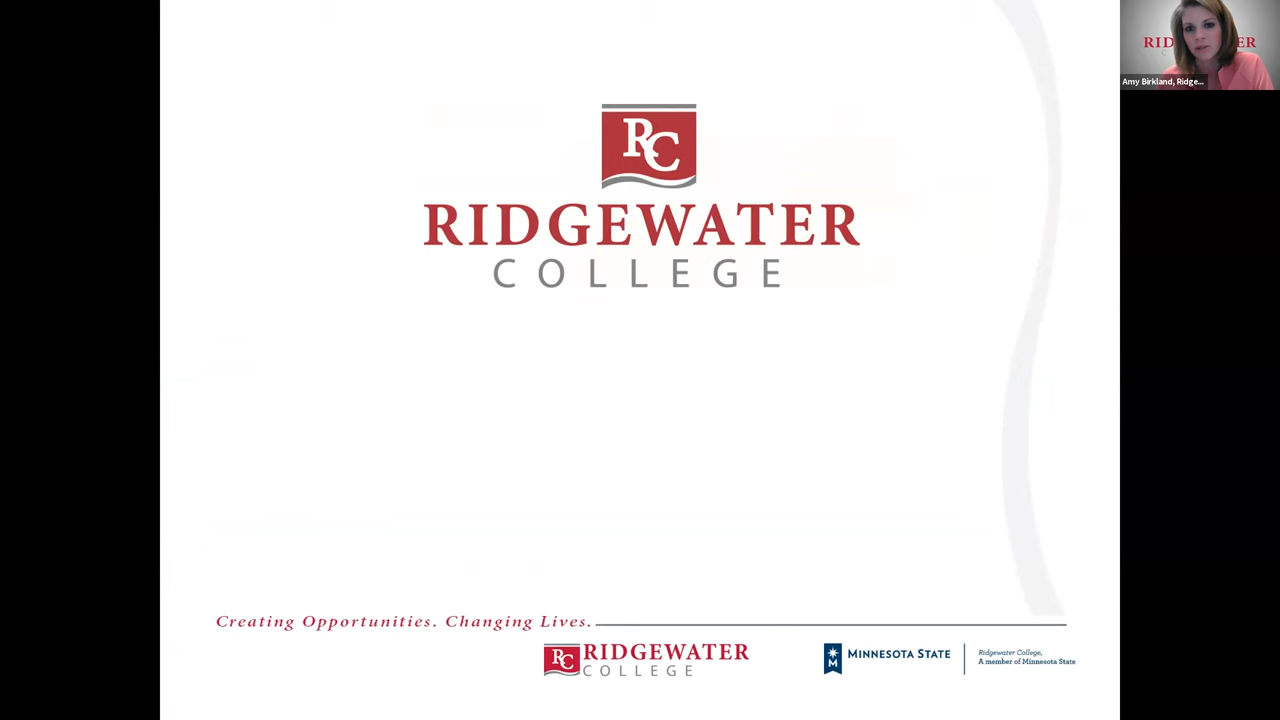 RC
RIDGEWATER
COLLEGE
RID ER
Amy Birkland, Ridge...
Creating Opportunities. Changing Lives.
RC RIDGEWATER
COLLEGE
M
MINNESOTA STATE
Ridgewater College,
A member of Minnesota State